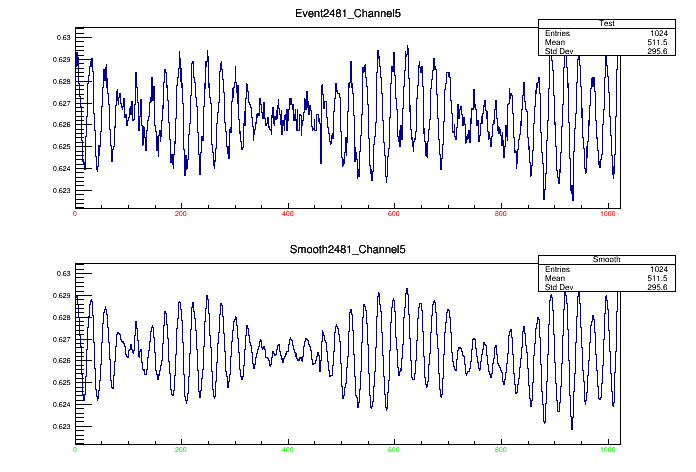 Event2481_Channel5
Test
Entries 1024
Mean 511.5
Std Dev 295.6
0.63
0.629
0.628
0.627
0.626
0.625
0.624
0.623
0 200 400 600 800 1000
Smooth2481_Channel5
Smooth
Entries 1024
Mean 511.5
Std Dev 295.6
0.63
0.629
0.628
0.627
0.626
0.625
0.624
0.623
0 200 400 600 800 1000